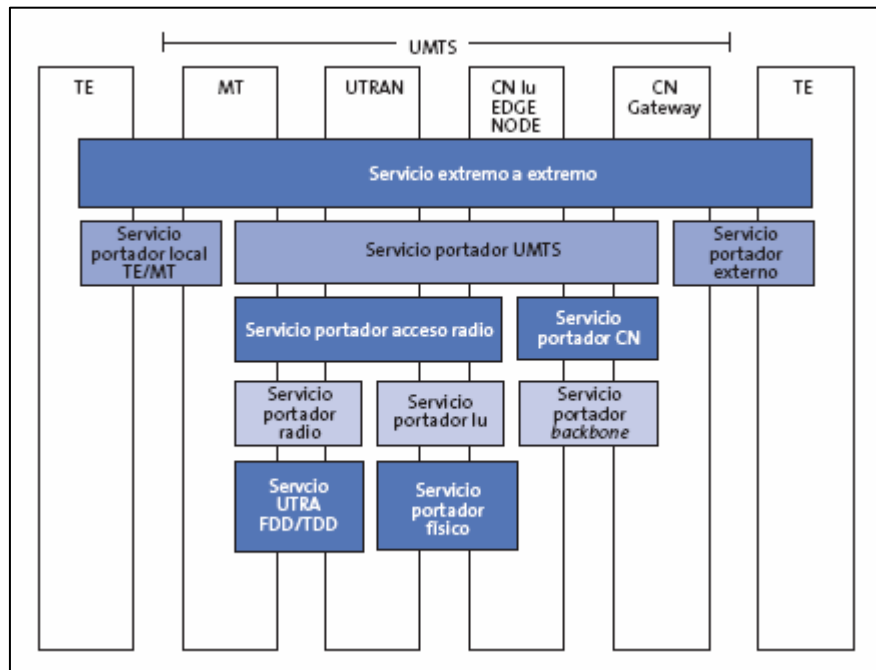 UMTS
TE
MT
UTRAN
CN Iu
EDGE
NODE
CN
Gateway
TE
Servicio extremo a extremo
Servicio
portador local
TE/MT
Servicio portador UMTS
Servicio
portador
externo
Servicio portador acceso radio
Servicio
portador CN
Servicio
portador
radio
Servicio
portador Iu
Servicio
portador
backbone
Servcio
UTRA
FDD/TDD
Servicio
portador
físico